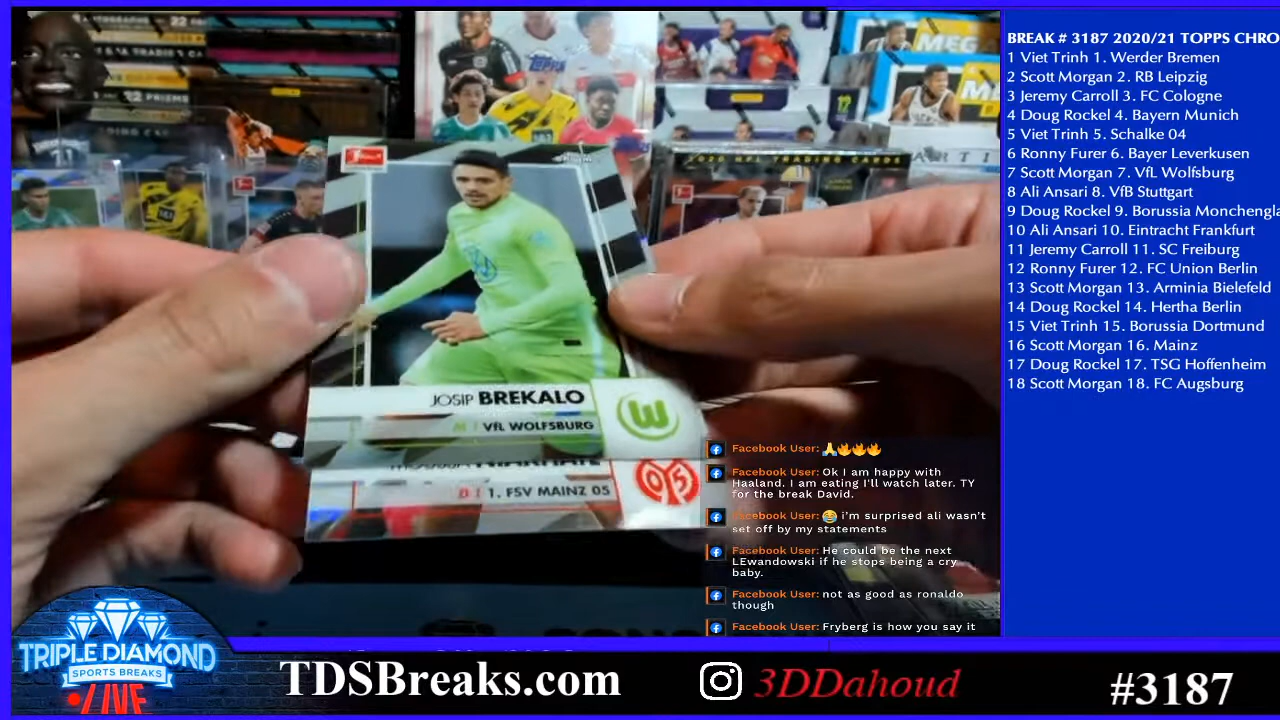 BREAK # 3187 2020/21 TOPPS CHRO
1 Viet Trinh 1. Werder Bremen
2 Scott Morgan 2. RB Leipzig
3 Jeremy Carroll 3. FC Cologne
4 Doug Rockel 4. Bayern Munich
5 Viet Trinh 5. Schalke 04
6 Ronny Furer 6. Bayer Leverkusen
7 Scott Morgan 7. VfL Wolfsburg
8 Ali Ansari 8. VfB Stuttgart
9 Doug Rockel 9. Borussia Monchengla
10 Ali Ansari 10. Eintracht Frankfurt
11 Jeremy Carroll 11. SC Freiburg
12 Ronny Furer 12. FC Union Berlin
13 Scott Morgan 13. Arminia Bielefeld
14 Doug Rockel 14. Hertha Berlin
15 Viet Trinh 15. Borussia Dortmund
16 Scott Morgan 16. Mainz
17 Doug Rockel 17. TSG Hoffenheim
18 Scott Morgan 18. FC Augsburg
22 PRISMS
TOPPS
MEG
MEG
2020 NFL TRADING CARDS
JOSIP BREKALO
M | VfL WOLFSBURG
W
D | 1. FSV MAINZ 05
05
Facebook User: 🙏🔥🔥🔥
Facebook User: Ok I am happy with
Haaland. I am eating I'll watch later. TY
for the break David.
Facebook User: 😂 i'm surprised ali wasn't
set off by my statements
Facebook User: He could be the next
LEwandowski if he stops being a cry
baby.
Facebook User: not as good as ronaldo
though
Facebook User: Fryberg is how you say it
TRIPLE DIAMOND
SPORTS BREAKS
LIVE
TDSBreaks.com
3DDahoud
#3187